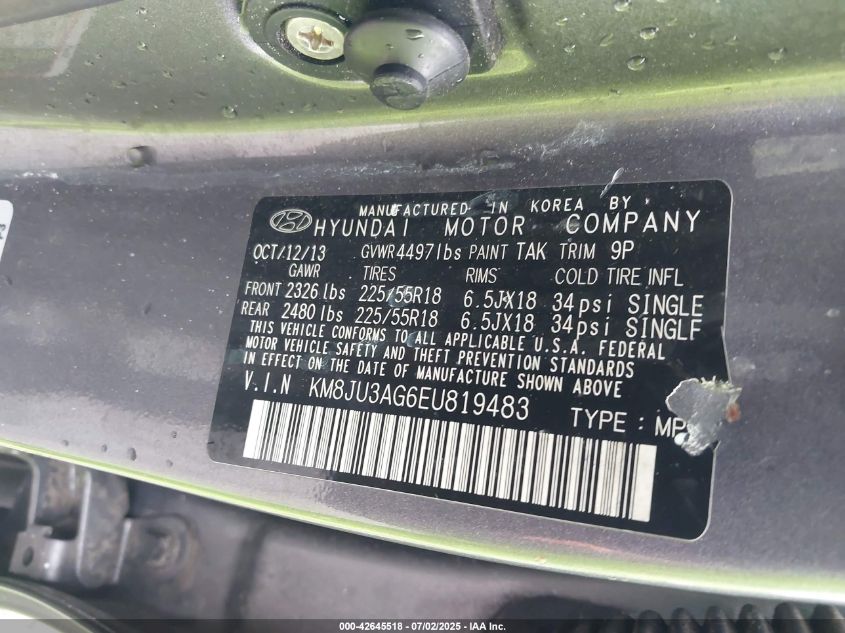 MANUFACTURED IN KOREA BY
HYUNDAI MOTOR COMPANY
OCT/12/13 GVWR 4497lbs PAINT TAK TRIM 9P
GAWR TIRES RIMS COLD TIRE INFL
FRONT 2326 lbs 225/55R18 6.5JX18 34psi SINGLE
REAR 2480 lbs 225/55R18 6.5JX18 34psi SINGLE
THIS VEHICLE CONFORMS TO ALL APPLICABLE U.S.A. FEDERAL
MOTOR VEHICLE SAFETY AND THEFT PREVENTION STANDARDS
IN EFFECT ON THE DATE OF MANUFACTURE SHOWN ABOVE.
V.I.N KM8JU3AG6EU819483
TYPE : MP
000-42645518 - 07/02/2025 - IAA, Inc.